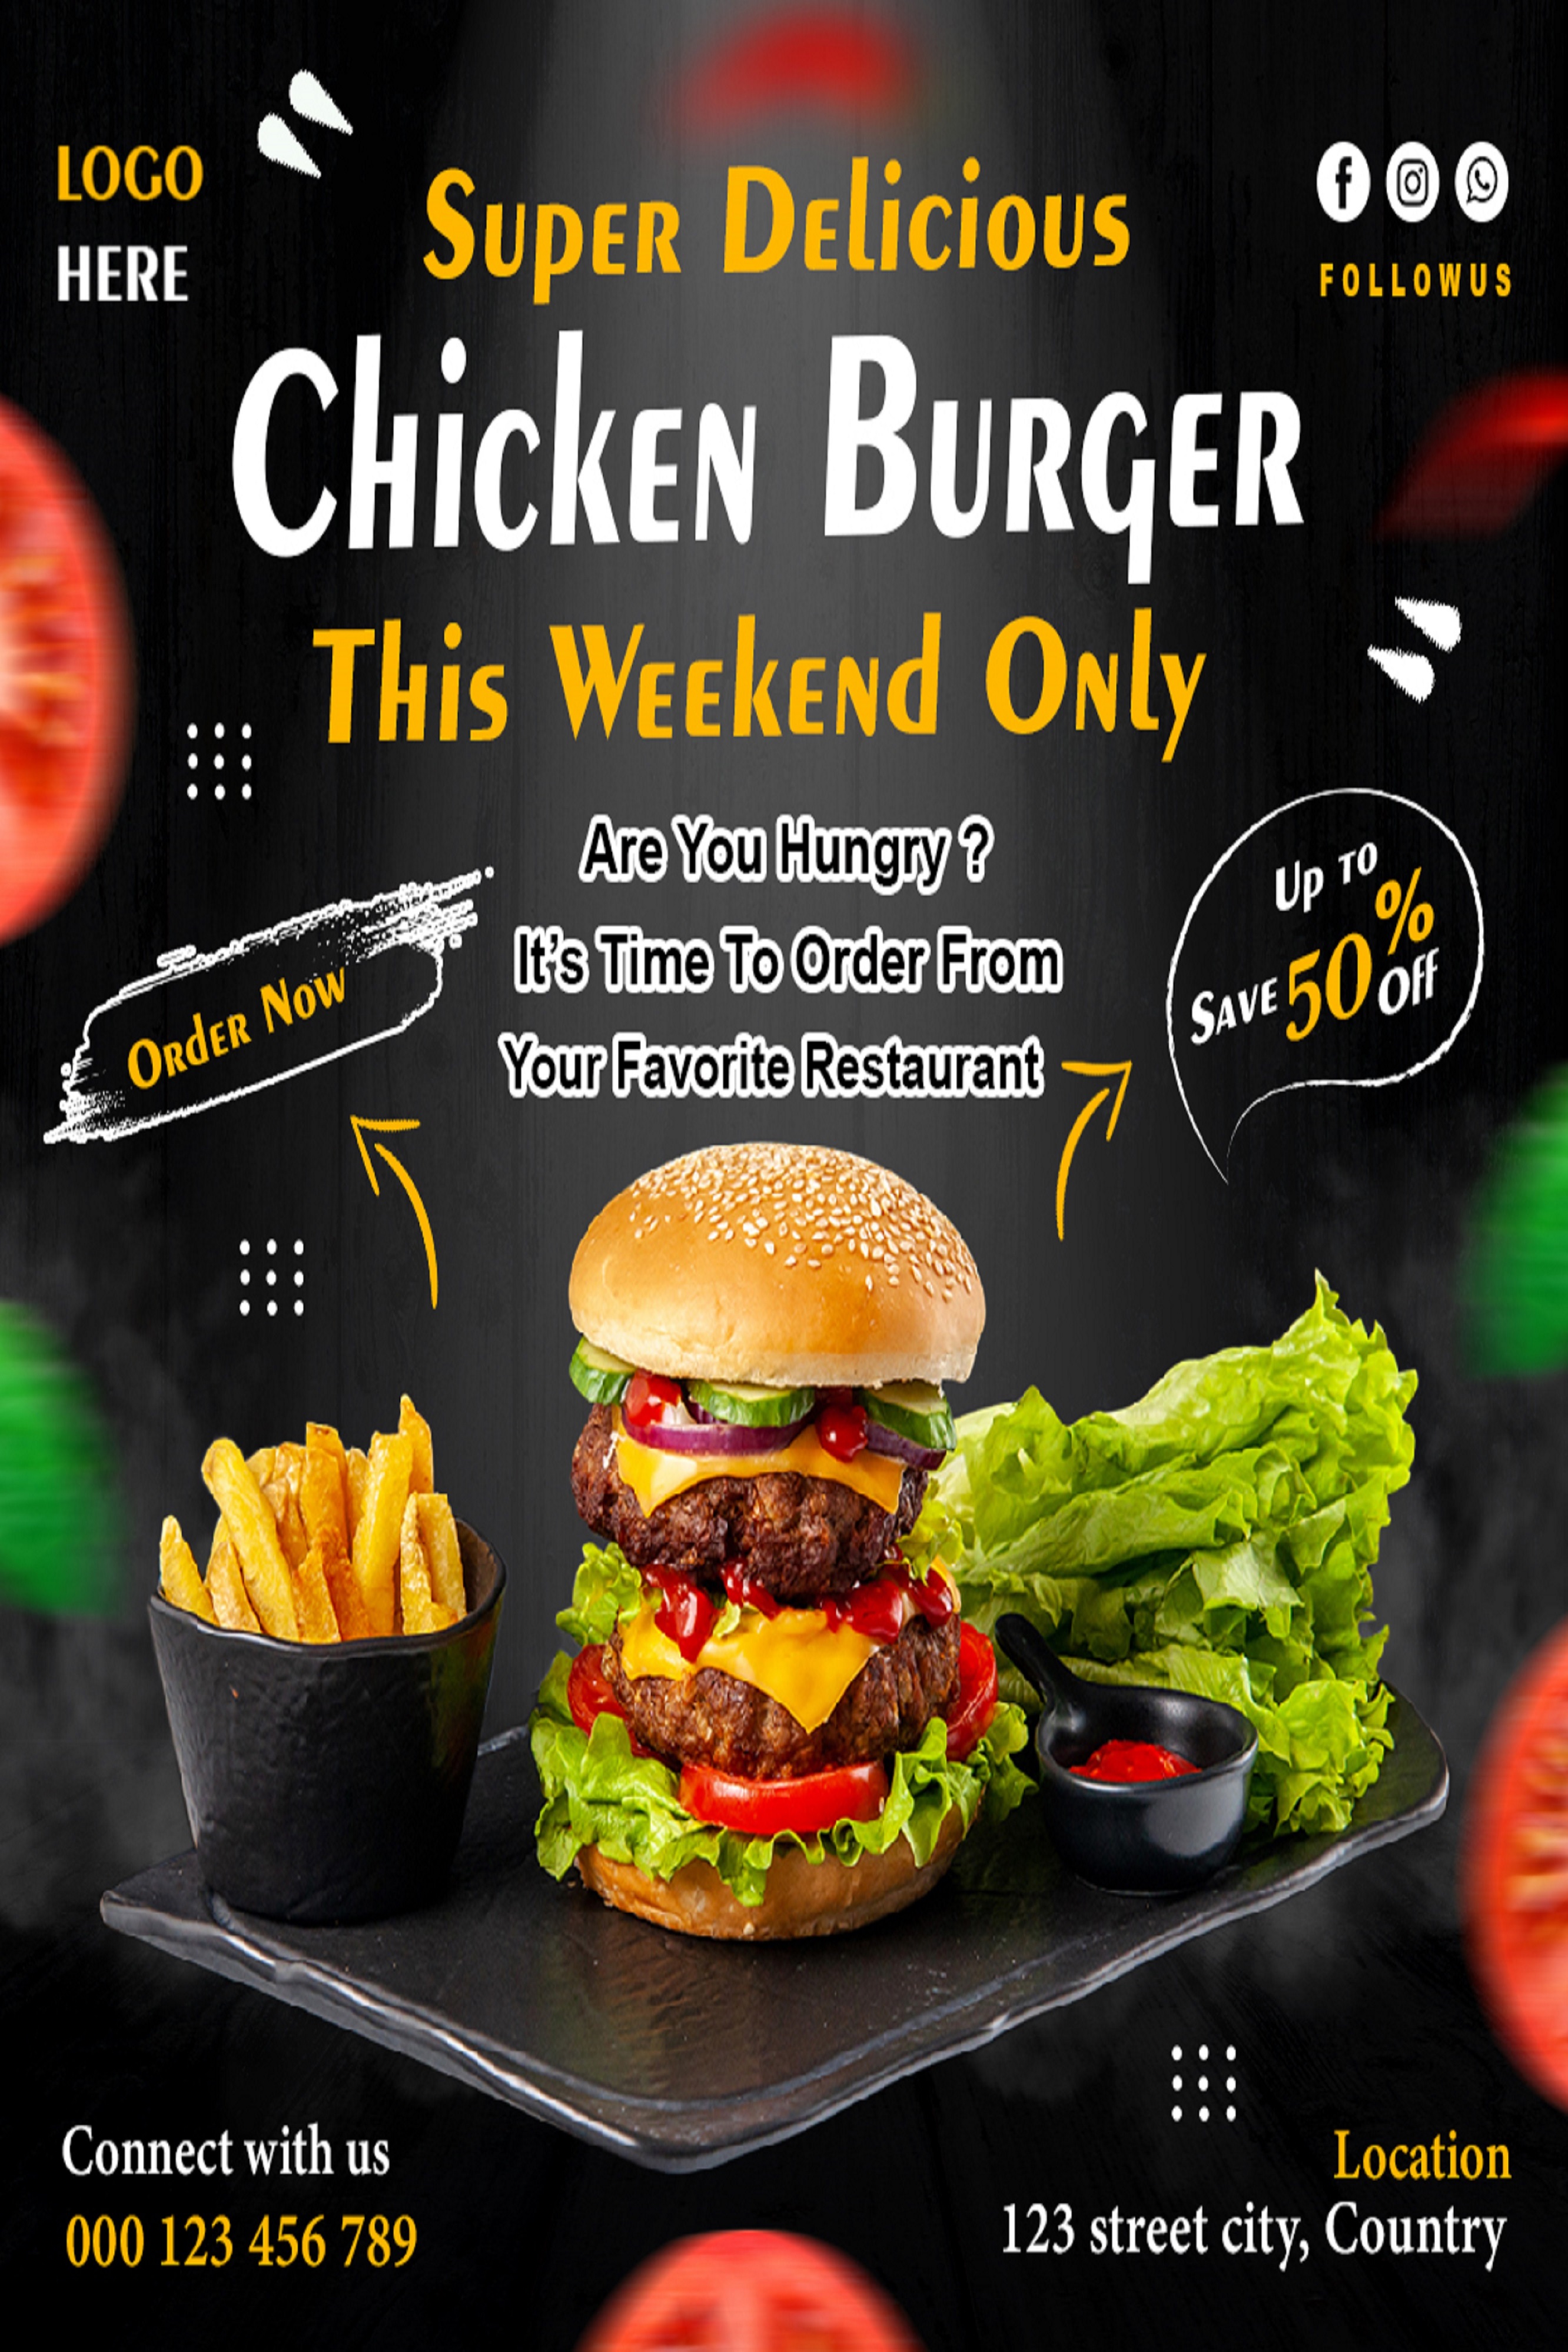 LOGO
HERE
FOLLOWUS
Super Delicious
Chicken Burger
This Weekend Only
Are You Hungry ?
It's Time To Order From
Your Favorite Restaurant
Order Now
Up to
Save 50% Off
Connect with us
000 123 456 789
Location
123 street city, Country